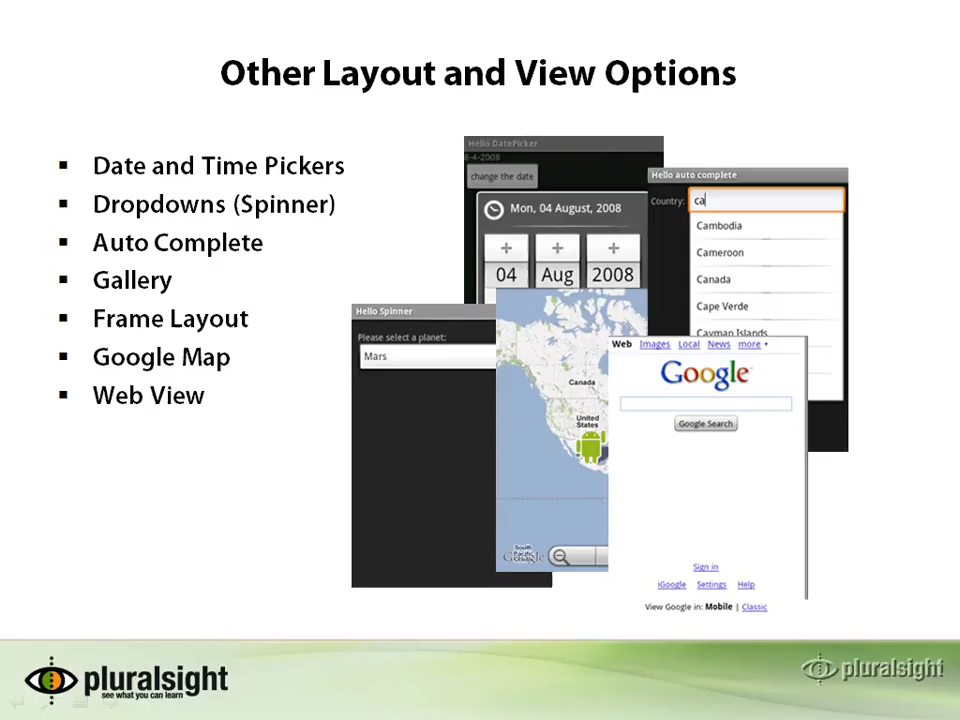 Other Layout and View Options
Date and Time Pickers
Dropdowns (Spinner)
Auto Complete
Gallery
Frame Layout
Google Map
Web View
Hello DatePicker
8-4-2008
change the date
Mon, 04 August, 2008
+ + +
04 Aug 2008
Hello auto complete
Country: ca
Cambodia
Cameroon
Canada
Cape Verde
Cayman Islands
Hello Spinner
Please select a planet:
Mars
Canada
United
States
South
Google
Web Images Local News more
Google
Google Search
Sign in
iGoogle Settings Help
View Google in: Mobile | Classic
pluralsight
see what you can learn
pluralsight